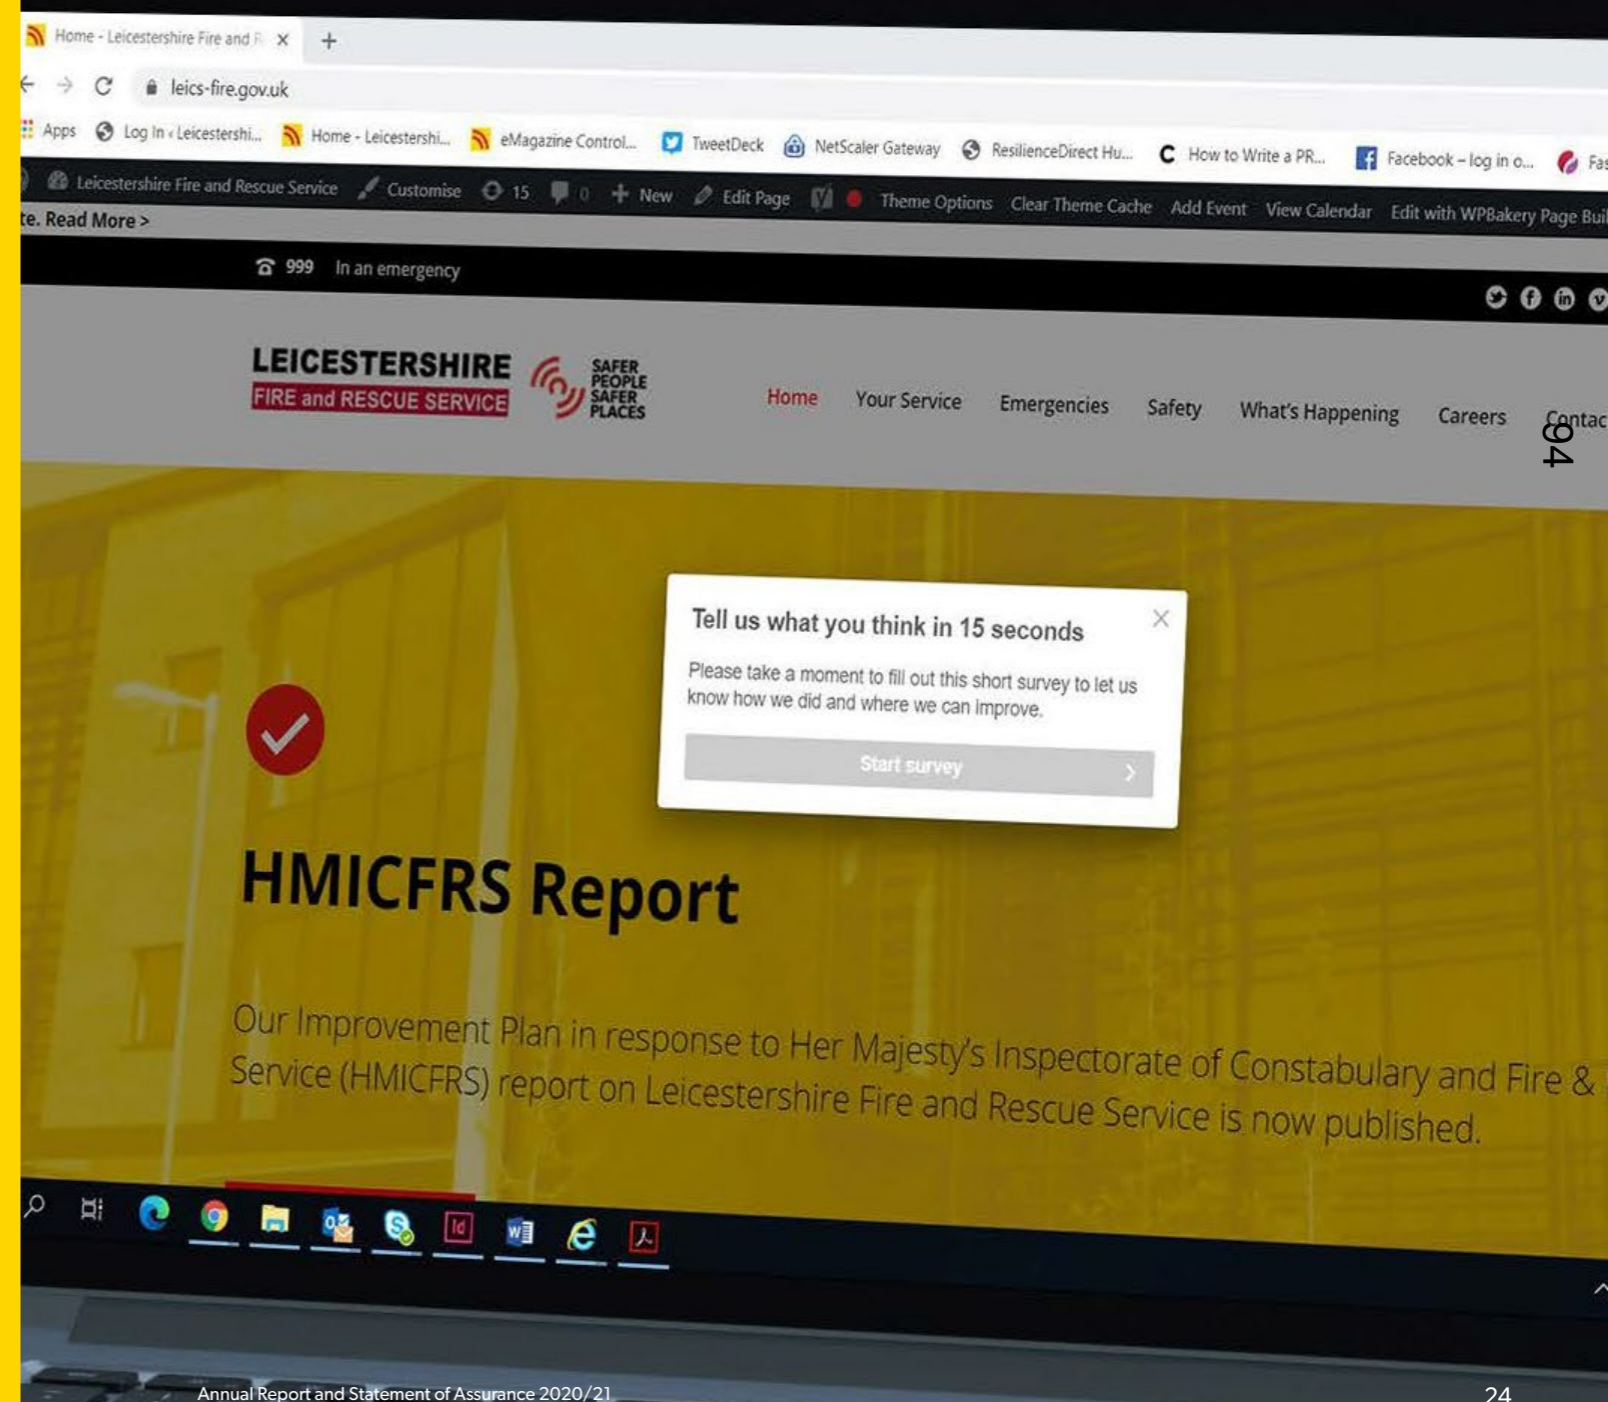 Home - Leicestershire Fire and R
leics-fire.gov.uk
Apps Log In ‹ Leicestershi... Home - Leicestershi... eMagazine Control... TweetDeck NetScaler Gateway ResilienceDirect Hu... How to Write a PR... Facebook – log in o... Fas
Leicestershire Fire and Rescue Service Customise 15 0 New Edit Page Theme Options Clear Theme Cache Add Event View Calendar Edit with WPBakery Page Buil
te. Read More >
999 In an emergency
LEICESTERSHIRE
FIRE and RESCUE SERVICE
SAFER
PEOPLE
SAFER
PLACES
Home Your Service Emergencies Safety What's Happening Careers Contac
94
Tell us what you think in 15 seconds
Please take a moment to fill out this short survey to let us
know how we did and where we can improve.
Start survey
HMICFRS Report
Our Improvement Plan in response to Her Majesty's Inspectorate of Constabulary and Fire &
Service (HMICFRS) report on Leicestershire Fire and Rescue Service is now published.
Annual Report and Statement of Assurance 2020/21
24